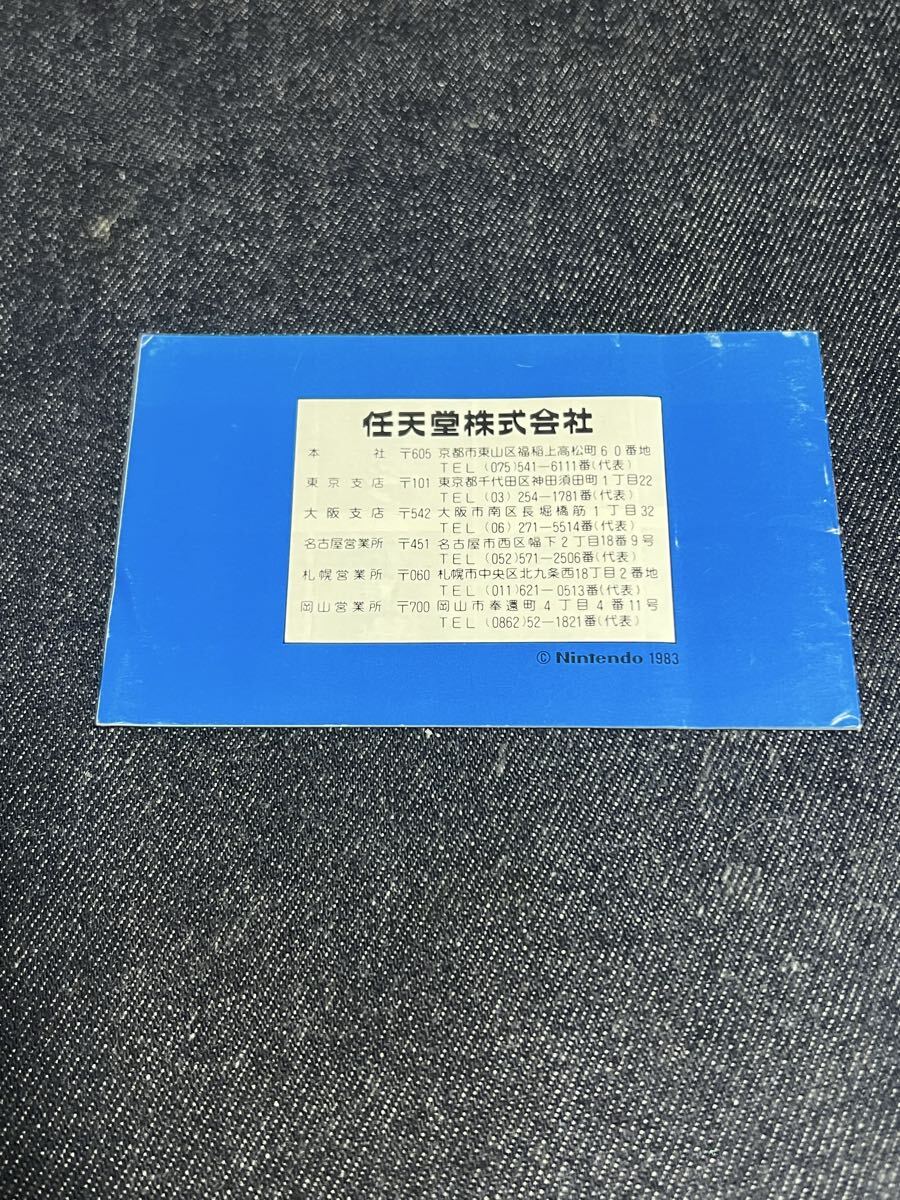 任天堂株式会社
本社 〒605 京都市東山区福稲上高松町60番地
TEL (075)541―6111番(代表)
東京支店 〒101 東京都千代田区神田須田町1丁目22
TEL (03) 254―1781番(代表)
大阪支店 〒542 大阪市南区長堀橋筋1丁目32
TEL (06) 271―5514番(代表)
名古屋営業所 〒451 名古屋市西区幅下2丁目18番9号
TEL (052)571―2506番(代表)
札幌営業所 〒060 札幌市中央区北九条西18丁目2番地
TEL (011)621―0513番(代表)
岡山営業所 〒700 岡山市奉還町4丁目4番11号
TEL (0862)52―1821番(代表)
© Nintendo 1983